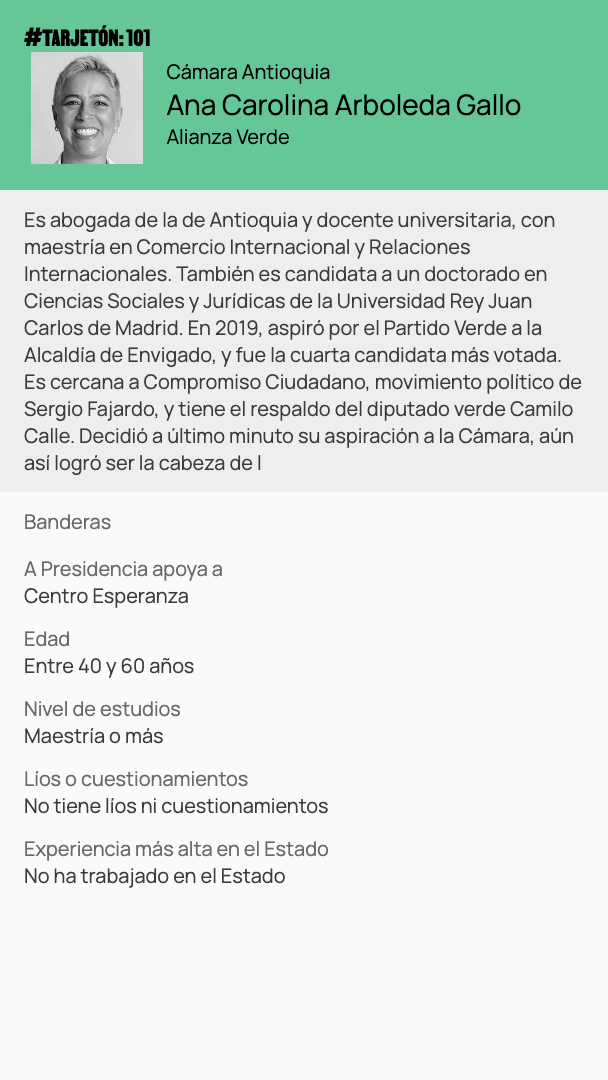 #TARJETÓN: 101
Cámara Antioquia
Ana Carolina Arboleda Gallo
Alianza Verde
Es abogada de la de Antioquia y docente universitaria, con
maestría en Comercio Internacional y Relaciones
Internacionales. También es candidata a un doctorado en
Ciencias Sociales y Jurídicas de la Universidad Rey Juan
Carlos de Madrid. En 2019, aspiró por el Partido Verde a la
Alcaldía de Envigado, y fue la cuarta candidata más votada.
Es cercana a Compromiso Ciudadano, movimiento político de
Sergio Fajardo, y tiene el respaldo del diputado verde Camilo
Calle. Decidió a último minuto su aspiración a la Cámara, aún
así logró ser la cabeza de l
Banderas
A Presidencia apoya a
Centro Esperanza
Edad
Entre 40 y 60 años
Nivel de estudios
Maestría o más
Líos o cuestionamientos
No tiene líos ni cuestionamientos
Experiencia más alta en el Estado
No ha trabajado en el Estado